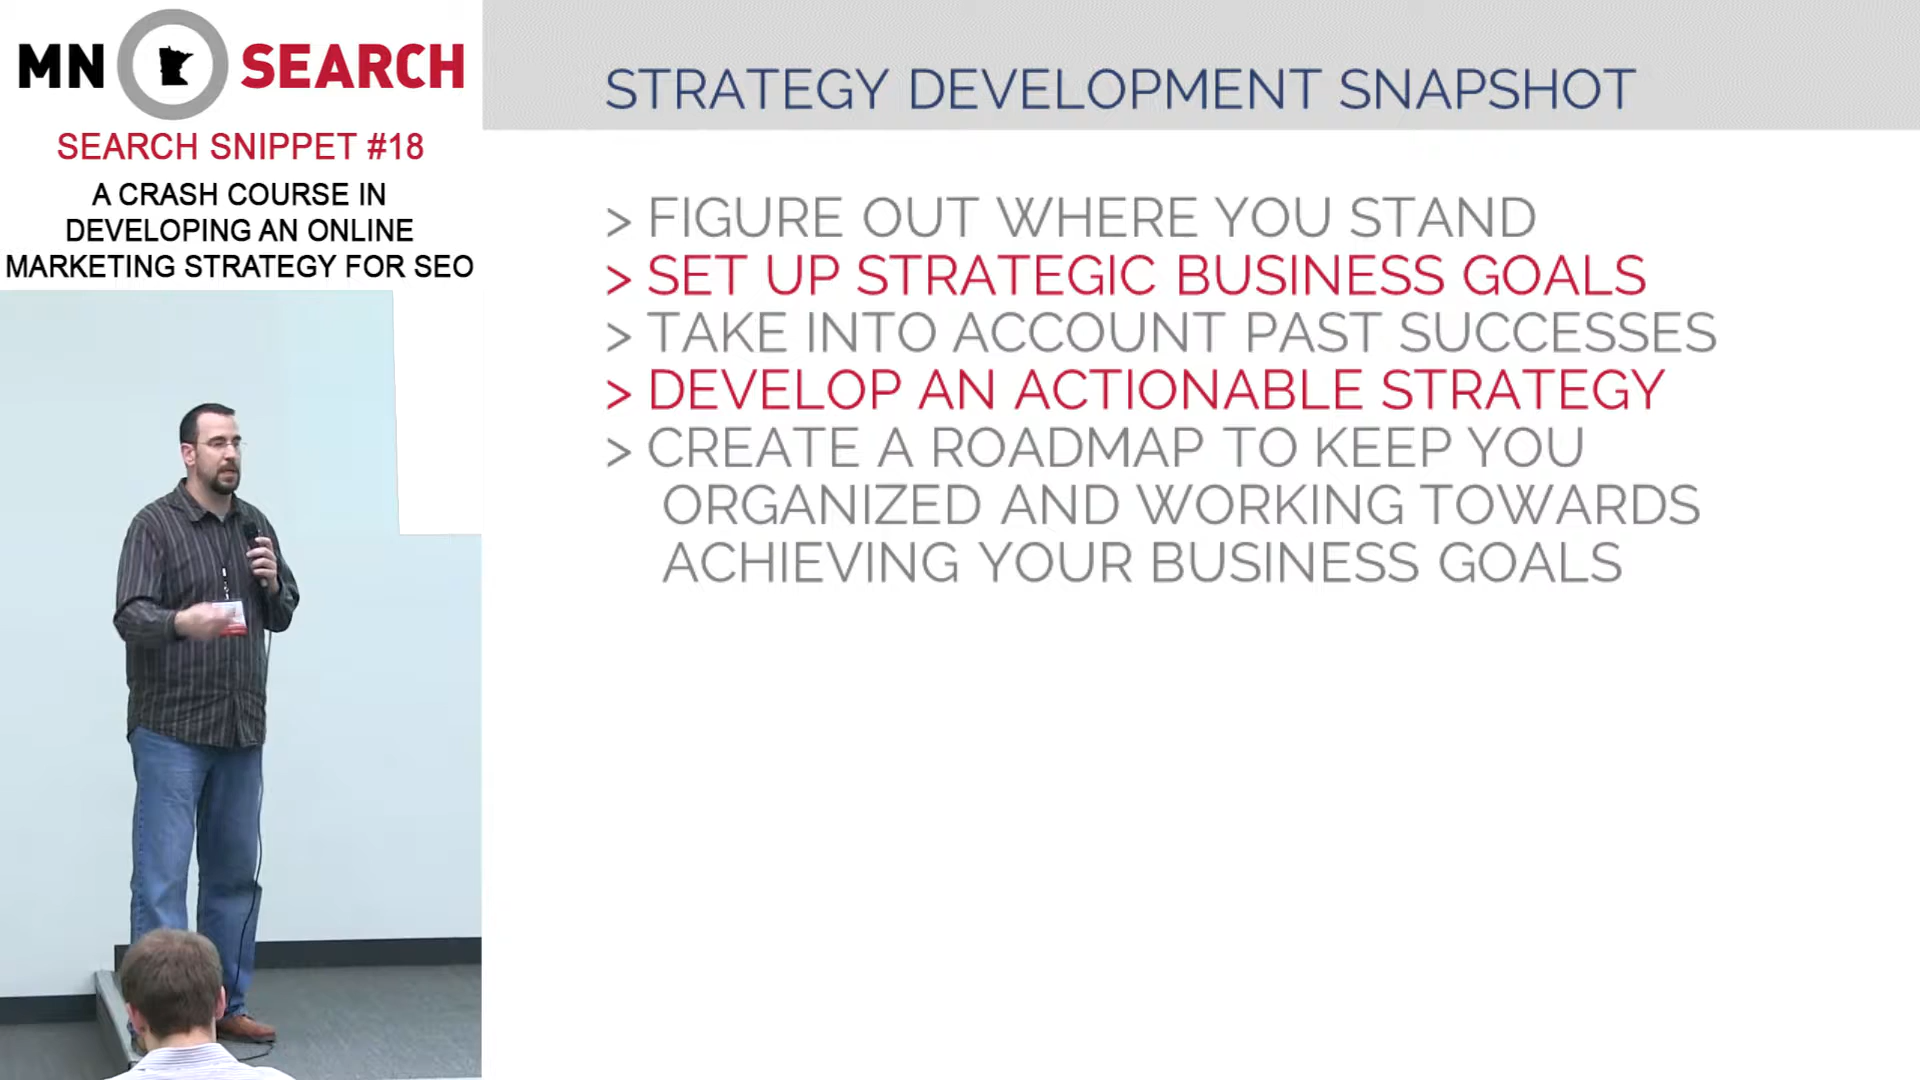 MN SEARCH
SEARCH SNIPPET #18
A CRASH COURSE IN
DEVELOPING AN ONLINE
MARKETING STRATEGY FOR SEO
STRATEGY DEVELOPMENT SNAPSHOT
> FIGURE OUT WHERE YOU STAND
> SET UP STRATEGIC BUSINESS GOALS
> TAKE INTO ACCOUNT PAST SUCCESSES
> DEVELOP AN ACTIONABLE STRATEGY
> CREATE A ROADMAP TO KEEP YOU
ORGANIZED AND WORKING TOWARDS
ACHIEVING YOUR BUSINESS GOALS